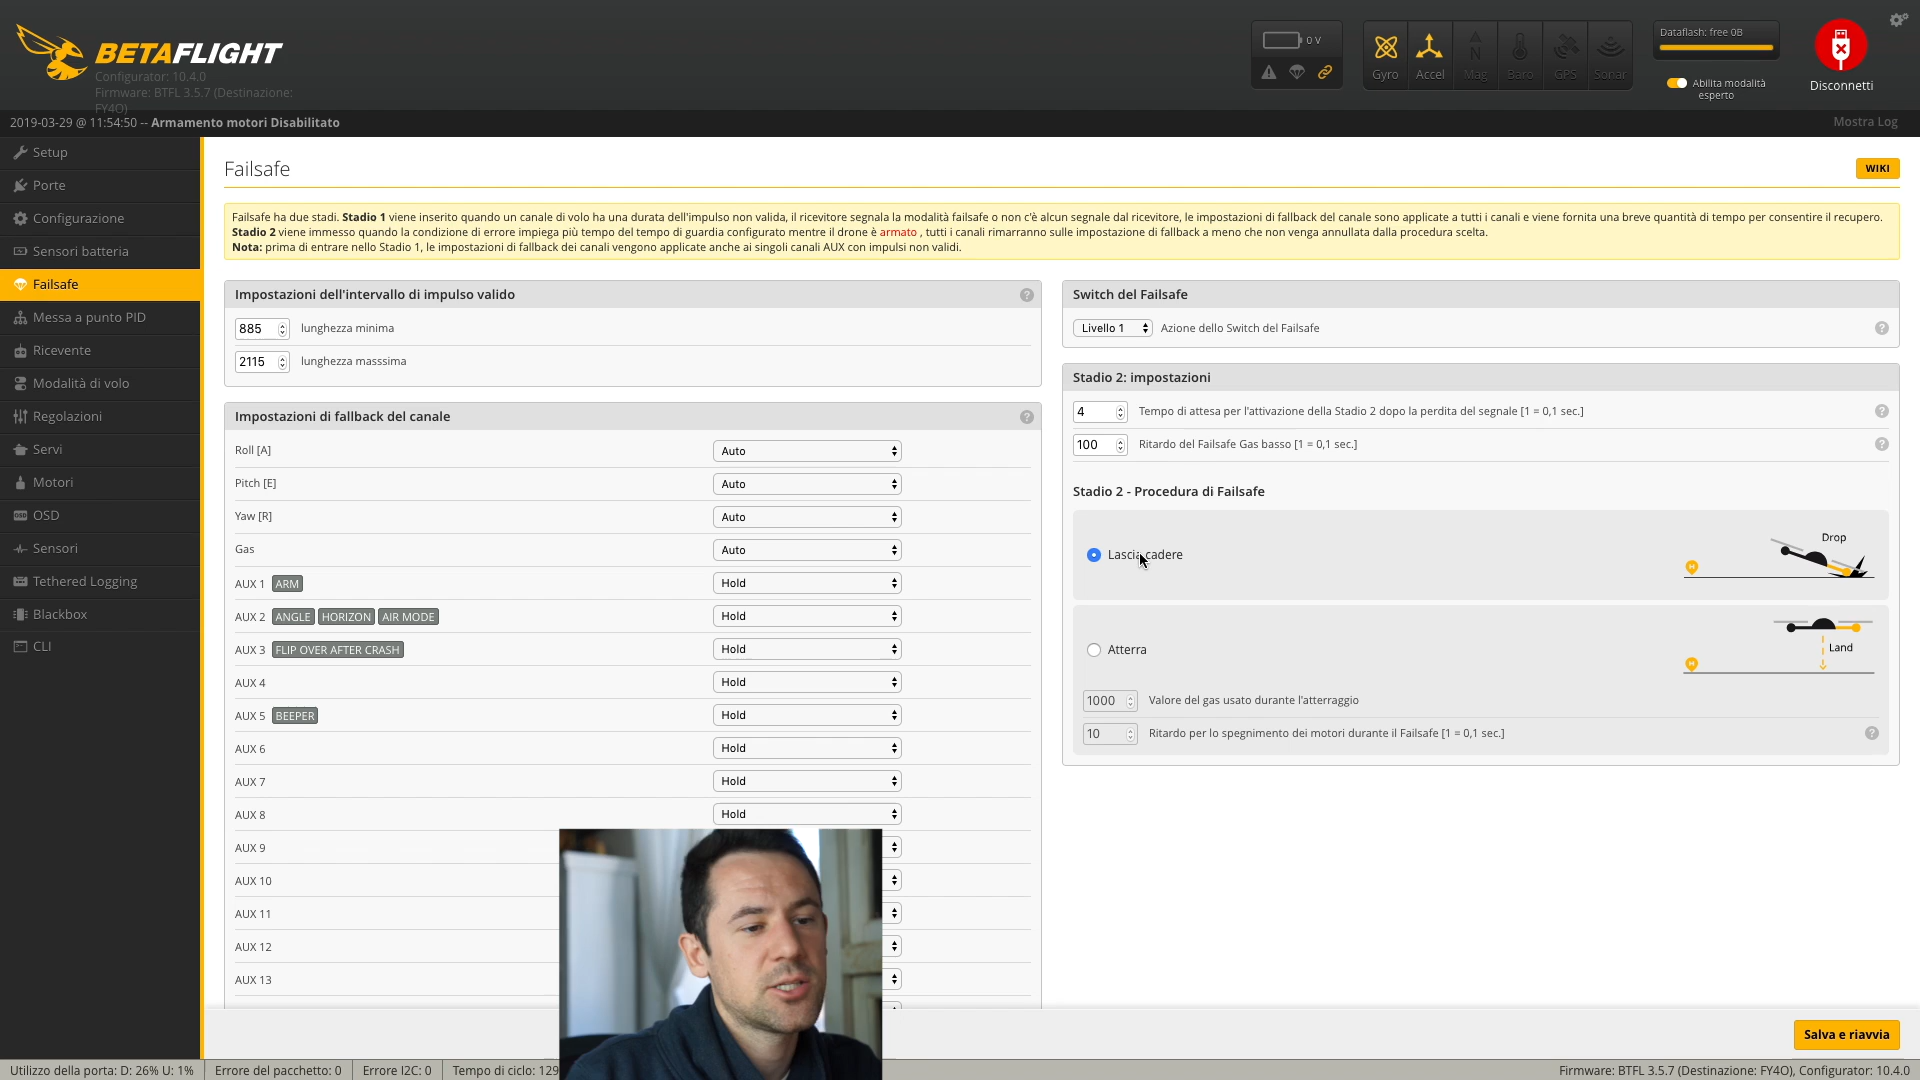 BETAFLIGHT
Configurator: 10.4.0
Firmware: BTFL 3.5.7 (Destinazione:
FY4O)
0 V
Gyro
Accel
Mag
Baro
GPS
Sonar
Dataflash: free 0B
Abilita modalità
esperto
Disconnetti
2019-03-29 @ 11:54:50 -- Armamento motori Disabilitato
Mostra Log
Setup
Porte
Configurazione
Sensori batteria
Failsafe
Messa a punto PID
Ricevente
Modalità di volo
Regolazioni
Servi
Motori
OSD
Sensori
Tethered Logging
Blackbox
CLI
Failsafe
WIKI
Failsafe ha due stadi. Stadio 1 viene inserito quando un canale di volo ha una durata dell'impulso non valida, il ricevitore segnala la modalità failsafe o non c'è alcun segnale dal ricevitore, le impostazioni di fallback del canale sono applicate a tutti i canali e viene fornita una breve quantità di tempo per consentire il recupero.
Stadio 2 viene immesso quando la condizione di errore impiega più tempo del tempo di guardia configurato mentre il drone è armato , tutti i canali rimarranno sulle impostazione di fallback a meno che non venga annullata dalla procedura scelta.
Nota: prima di entrare nello Stadio 1, le impostazioni di fallback dei canali vengono applicate anche ai singoli canali AUX con impulsi non validi.
Impostazioni dell'intervallo di impulso valido
885 lunghezza minima
2115 lunghezza masssima
Impostazioni di fallback del canale
Roll [A] Auto
Pitch [E] Auto
Yaw [R] Auto
Gas Auto
AUX 1 ARM Hold
AUX 2 ANGLE HORIZON AIR MODE Hold
AUX 3 FLIP OVER AFTER CRASH Hold
AUX 4 Hold
AUX 5 BEEPER Hold
AUX 6 Hold
AUX 7 Hold
AUX 8 Hold
AUX 9
AUX 10
AUX 11
AUX 12
AUX 13
Switch del Failsafe
Livello 1 Azione dello Switch del Failsafe
Stadio 2: impostazioni
4 Tempo di attesa per l'attivazione della Stadio 2 dopo la perdita del segnale [1 = 0,1 sec.]
100 Ritardo del Failsafe Gas basso [1 = 0,1 sec.]
Stadio 2 - Procedura di Failsafe
Lascia cadere
Drop
Atterra
Land
1000 Valore del gas usato durante l'atterraggio
10 Ritardo per lo spegnimento dei motori durante il Failsafe [1 = 0,1 sec.]
Salva e riavvia
Utilizzo della porta: D: 26% U: 1%
Errore del pacchetto: 0
Errore I2C: 0
Tempo di ciclo: 129
Firmware: BTFL 3.5.7 (Destinazione: FY4O), Configurator: 10.4.0